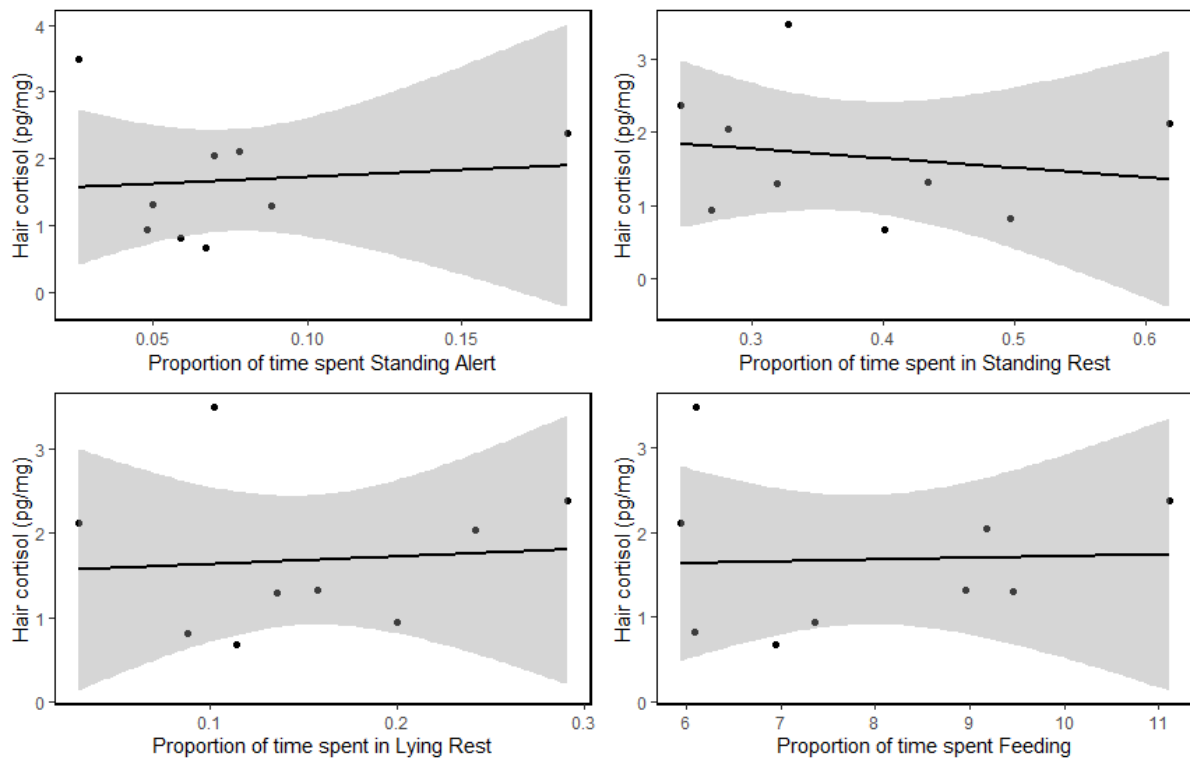 Hair cortisol (pg/mg)
4
3
2
1
0
0.05 0.10 0.15
Proportion of time spent Standing Alert
Hair cortisol (pg/mg)
3
2
1
0
0.3 0.4 0.5 0.6
Proportion of time spent in Standing Rest
Hair cortisol (pg/mg)
3
2
1
0
0.1 0.2 0.3
Proportion of time spent in Lying Rest
Hair cortisol (pg/mg)
3
2
1
0
6 7 8 9 10 11
Proportion of time spent Feeding